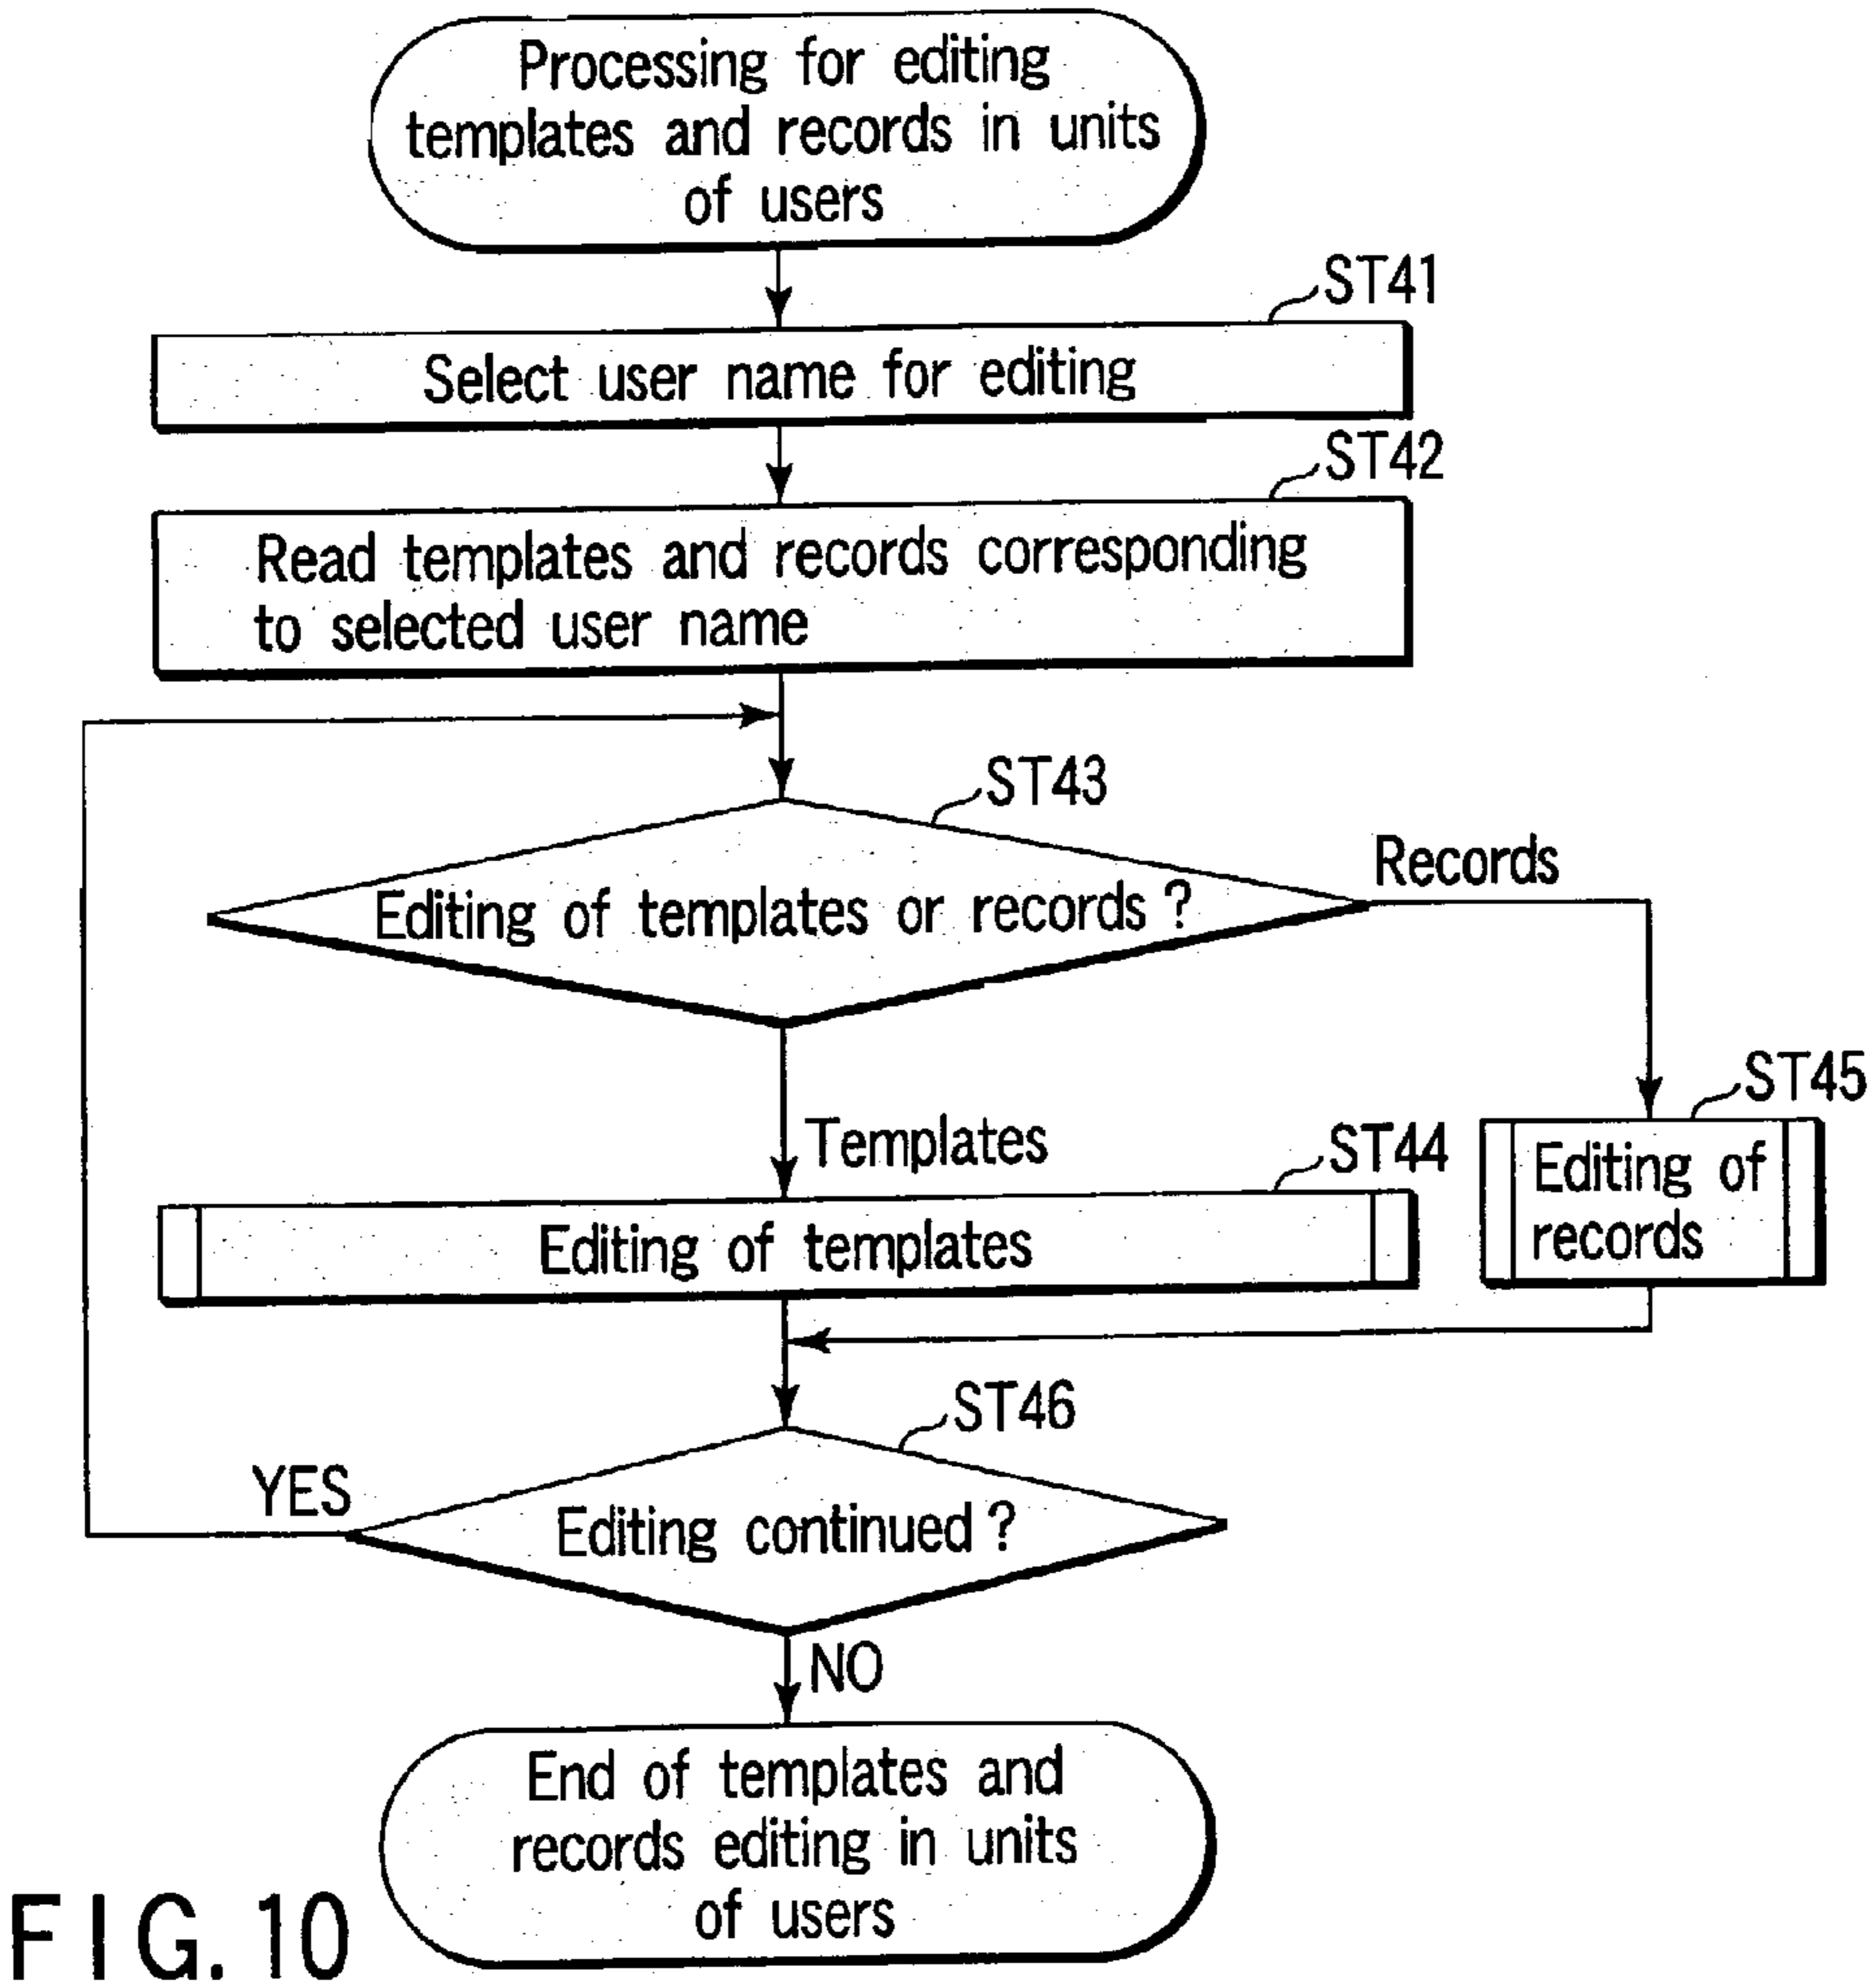 Processing for editing
templates and records in units
of users
ST41
Select user name for editing
ST42
Read templates and records corresponding
to selected user name
ST43
Editing of templates or records ?
Records
Templates
ST44
Editing of templates
ST45
Editing of
records
ST46
YES
Editing continued ?
NO
End of templates and
records editing in units
of users
FIG. 10